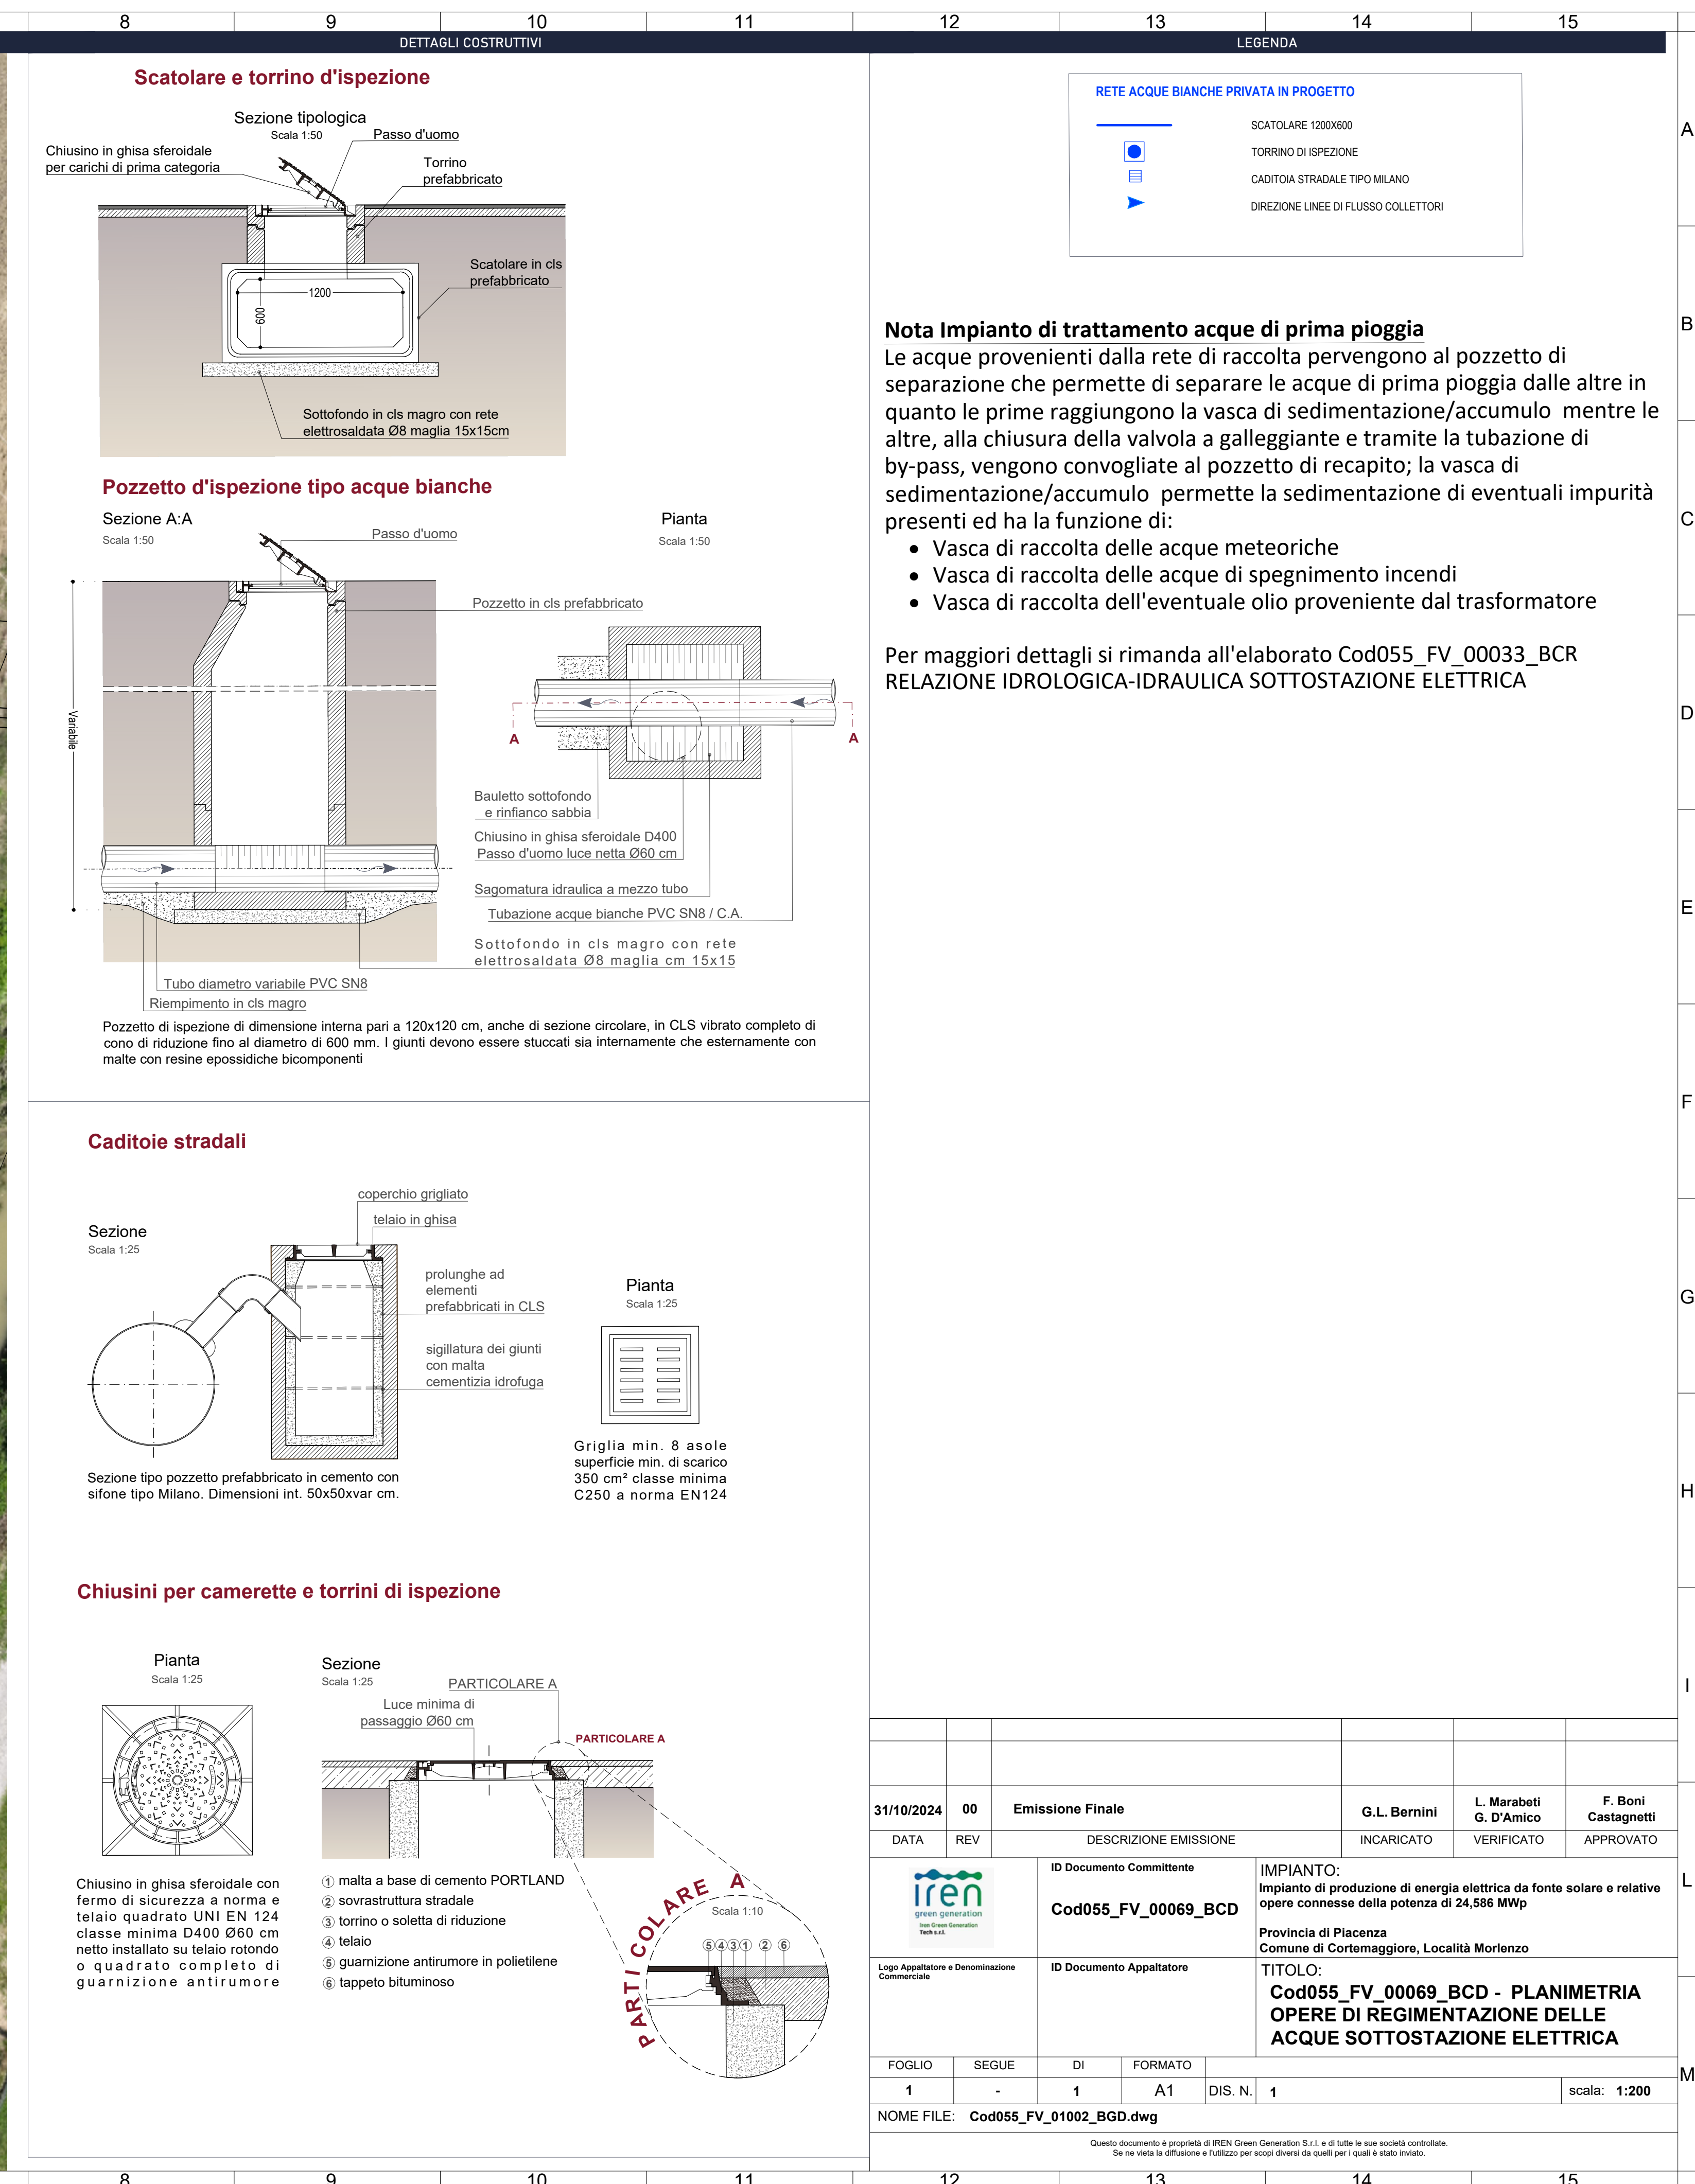 8 9 10 11 12 13 14 15
DETTAGLI COSTRUTTIVI
LEGENDA
Scatolare e torrino d'ispezione
Sezione tipologica
Scala 1:50
Passo d'uomo
Chiusino in ghisa sferoidale
per carichi di prima categoria
Torrino
prefabbricato
Scatolare in cls
prefabbricato
1200
600
Sottofondo in cls magro con rete
elettrosaldata Ø8 maglia 15x15cm
Pozzetto d'ispezione tipo acque bianche
Sezione A:A
Scala 1:50
Passo d'uomo
Pianta
Scala 1:50
Pozzetto in cls prefabbricato
Variabile
A
A
Bauletto sottofondo
e rinfianco sabbia
Chiusino in ghisa sferoidale D400
Passo d'uomo luce netta Ø60 cm
Sagomatura idraulica a mezzo tubo
Tubazione acque bianche PVC SN8 / C.A.
Sottofondo in cls magro con rete
elettrosaldata Ø8 maglia cm 15x15
Tubo diametro variabile PVC SN8
Riempimento in cls magro
Pozzetto di ispezione di dimensione interna pari a 120x120 cm, anche di sezione circolare, in CLS vibrato completo di
cono di riduzione fino al diametro di 600 mm. I giunti devono essere stuccati sia internamente che esternamente con
malte con resine epossidiche bicomponenti
Caditoie stradali
Sezione
Scala 1:25
coperchio grigliato
telaio in ghisa
prolunghe ad
elementi
prefabbricati in CLS
sigillatura dei giunti
con malta
cementizia idrofuga
Pianta
Scala 1:25
Sezione tipo pozzetto prefabbricato in cemento con
sifone tipo Milano. Dimensioni int. 50x50xvar cm.
Griglia min. 8 asole
superficie min. di scarico
350 cm² classe minima
C250 a norma EN124
Chiusini per camerette e torrini di ispezione
Pianta
Scala 1:25
Sezione
Scala 1:25
PARTICOLARE A
Luce minima di
passaggio Ø60 cm
PARTICOLARE A
Chiusino in ghisa sferoidale con
fermo di sicurezza a norma e
telaio quadrato UNI EN 124
classe minima D400 Ø60 cm
netto installato su telaio rotondo
o quadrato completo di
guarnizione antirumore
1 malta a base di cemento PORTLAND
2 sovrastruttura stradale
3 torrino o soletta di riduzione
4 telaio
5 guarnizione antirumore in polietilene
6 tappeto bituminoso
PARTICOLARE A
Scala 1:10
5 4 3 1 2 6
RETE ACQUE BIANCHE PRIVATA IN PROGETTO
SCATOLARE 1200X600
TORRINO DI ISPEZIONE
CADITOIA STRADALE TIPO MILANO
DIREZIONE LINEE DI FLUSSO COLLETTORI
Nota Impianto di trattamento acque di prima pioggia
Le acque provenienti dalla rete di raccolta pervengono al pozzetto di
separazione che permette di separare le acque di prima pioggia dalle altre in
quanto le prime raggiungono la vasca di sedimentazione/accumulo mentre le
altre, alla chiusura della valvola a galleggiante e tramite la tubazione di
by-pass, vengono convogliate al pozzetto di recapito; la vasca di
sedimentazione/accumulo permette la sedimentazione di eventuali impurità
presenti ed ha la funzione di:
• Vasca di raccolta delle acque meteoriche
• Vasca di raccolta delle acque di spegnimento incendi
• Vasca di raccolta dell'eventuale olio proveniente dal trasformatore
Per maggiori dettagli si rimanda all'elaborato Cod055_FV_00033_BCR
RELAZIONE IDROLOGICA-IDRAULICA SOTTOSTAZIONE ELETTRICA
A
B
C
D
E
F
G
H
I
L
M
31/10/2024 00 Emissione Finale G.L. Bernini L. Marabeti G. D'Amico F. Boni Castagnetti
DATA REV DESCRIZIONE EMISSIONE INCARICATO VERIFICATO APPROVATO
iren
green generation
Iren Green Generation
Tech s.r.l.
ID Documento Committente
Cod055_FV_00069_BCD
IMPIANTO:
Impianto di produzione di energia elettrica da fonte solare e relative
opere connesse della potenza di 24,586 MWp
Provincia di Piacenza
Comune di Cortemaggiore, Località Morlenzo
Logo Appaltatore e Denominazione
Commerciale
ID Documento Appaltatore
TITOLO:
Cod055_FV_00069_BCD - PLANIMETRIA
OPERE DI REGIMENTAZIONE DELLE
ACQUE SOTTOSTAZIONE ELETTRICA
FOGLIO SEGUE DI FORMATO
1 - 1 A1 DIS. N. 1 scala: 1:200
NOME FILE: Cod055_FV_01002_BGD.dwg
Questo documento è proprietà di IREN Green Generation S.r.l. e di tutte le sue società controllate.
Se ne vieta la diffusione e l'utilizzo per scopi diversi da quelli per i quali è stato inviato.
8 9 10 11 12 13 14 15